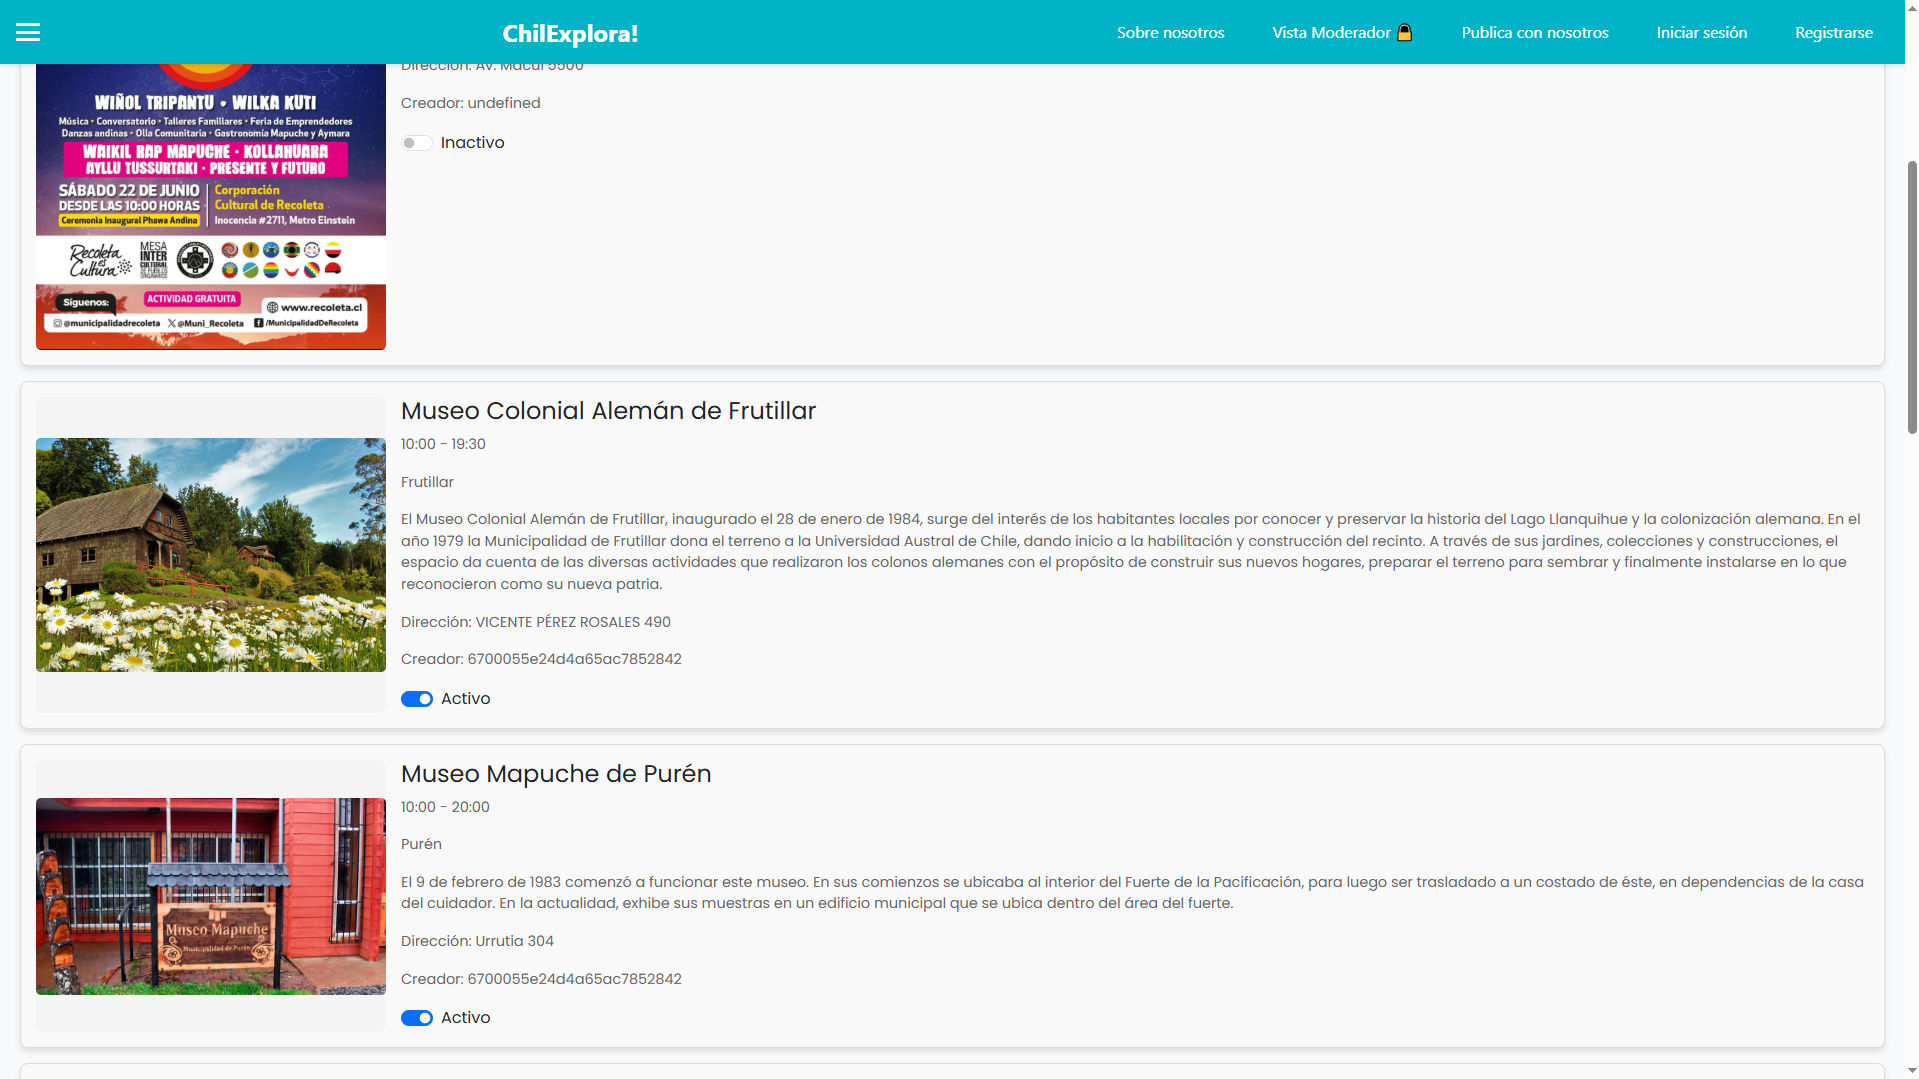 ChilExplora!
Sobre nosotros
Vista Moderador
Publica con nosotros
Iniciar sesión
Registrarse
WIÑOL TRIPANTU • WILKA KUTI
Música • Conversatorio • Talleres Familiares • Feria de Emprendedores
Danzas andinas • Olla Comunitaria • Gastronomía Mapuche y Aymara
WAIKIL RAP MAPUCHE • KOLLAHUARA
AYLLU TUSSURTAKI • PRESENTE Y FUTURO
SÁBADO 22 DE JUNIO
DESDE LAS 10:00 HORAS
Ceremonia Inaugural Phawa Andina
Corporación
Cultural de Recoleta
Inocencia #2711, Metro Einstein
Recoleta
es
Cultura
MESA
INTER
CULTURAL
DE PUEBLOS
ORIGINARIOS
Síguenos:
ACTIVIDAD GRATUITA
www.recoleta.cl
@municipalidadrecoleta
@Muni_Recoleta
/MunicipalidadDeRecoleta
Dirección: Av. Macul 5500
Creador: undefined
Inactivo
Museo Colonial Alemán de Frutillar
10:00 - 19:30
Frutillar
El Museo Colonial Alemán de Frutillar, inaugurado el 28 de enero de 1984, surge del interés de los habitantes locales por conocer y preservar la historia del Lago Llanquihue y la colonización alemana. En el
año 1979 la Municipalidad de Frutillar dona el terreno a la Universidad Austral de Chile, dando inicio a la habilitación y construcción del recinto. A través de sus jardines, colecciones y construcciones, el
espacio da cuenta de las diversas actividades que realizaron los colonos alemanes con el propósito de construir sus nuevos hogares, preparar el terreno para sembrar y finalmente instalarse en lo que
reconocieron como su nueva patria.
Dirección: VICENTE PÉREZ ROSALES 490
Creador: 6700055e24d4a65ac7852842
Activo
Museo Mapuche
Municipalidad de Purén
Museo Mapuche de Purén
10:00 - 20:00
Purén
El 9 de febrero de 1983 comenzó a funcionar este museo. En sus comienzos se ubicaba al interior del Fuerte de la Pacificación, para luego ser trasladado a un costado de éste, en dependencias de la casa
del cuidador. En la actualidad, exhibe sus muestras en un edificio municipal que se ubica dentro del área del fuerte.
Dirección: Urrutia 304
Creador: 6700055e24d4a65ac7852842
Activo